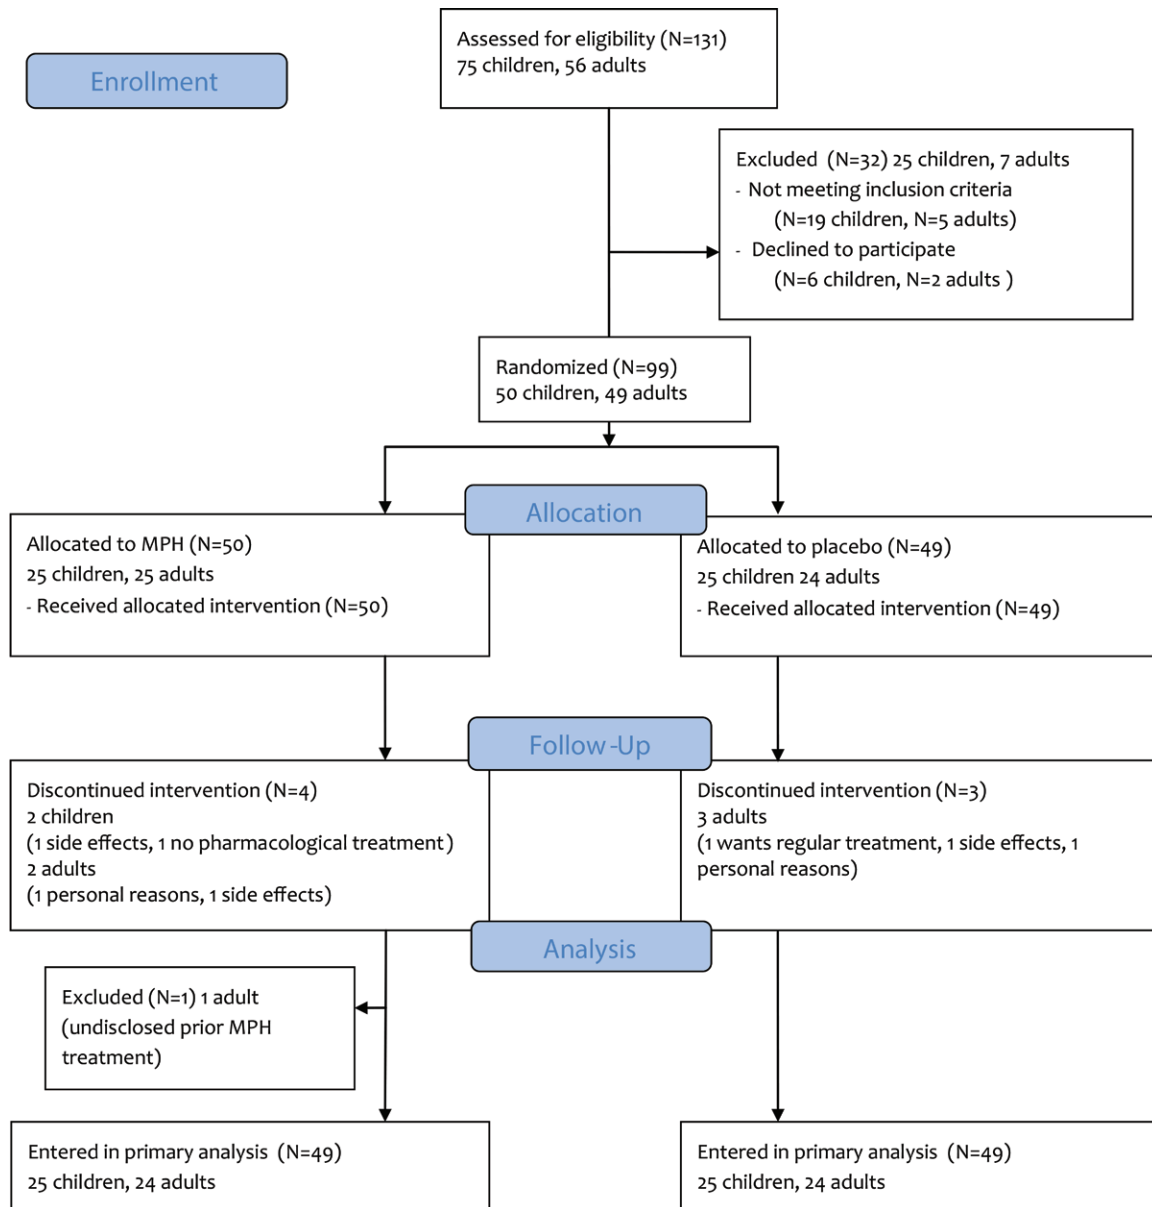 Assessed for eligibility (N=131)
75 children, 56 adults
Enrollment
Excluded (N=32) 25 children, 7 adults
- Not meeting inclusion criteria
(N=19 children, N=5 adults)
- Declined to participate
(N=6 children, N=2 adults )
Randomized (N=99)
50 children, 49 adults
Allocation
Allocated to MPH (N=50)
25 children, 25 adults
- Received allocated intervention (N=50)
Allocated to placebo (N=49)
25 children 24 adults
- Received allocated intervention (N=49)
Follow-Up
Discontinued intervention (N=4)
2 children
(1 side effects, 1 no pharmacological treatment)
2 adults
(1 personal reasons, 1 side effects)
Discontinued intervention (N=3)
3 adults
(1 wants regular treatment, 1 side effects, 1
personal reasons)
Analysis
Excluded (N=1) 1 adult
(undisclosed prior MPH
treatment)
Entered in primary analysis (N=49)
25 children, 24 adults
Entered in primary analysis (N=49)
25 children, 24 adults